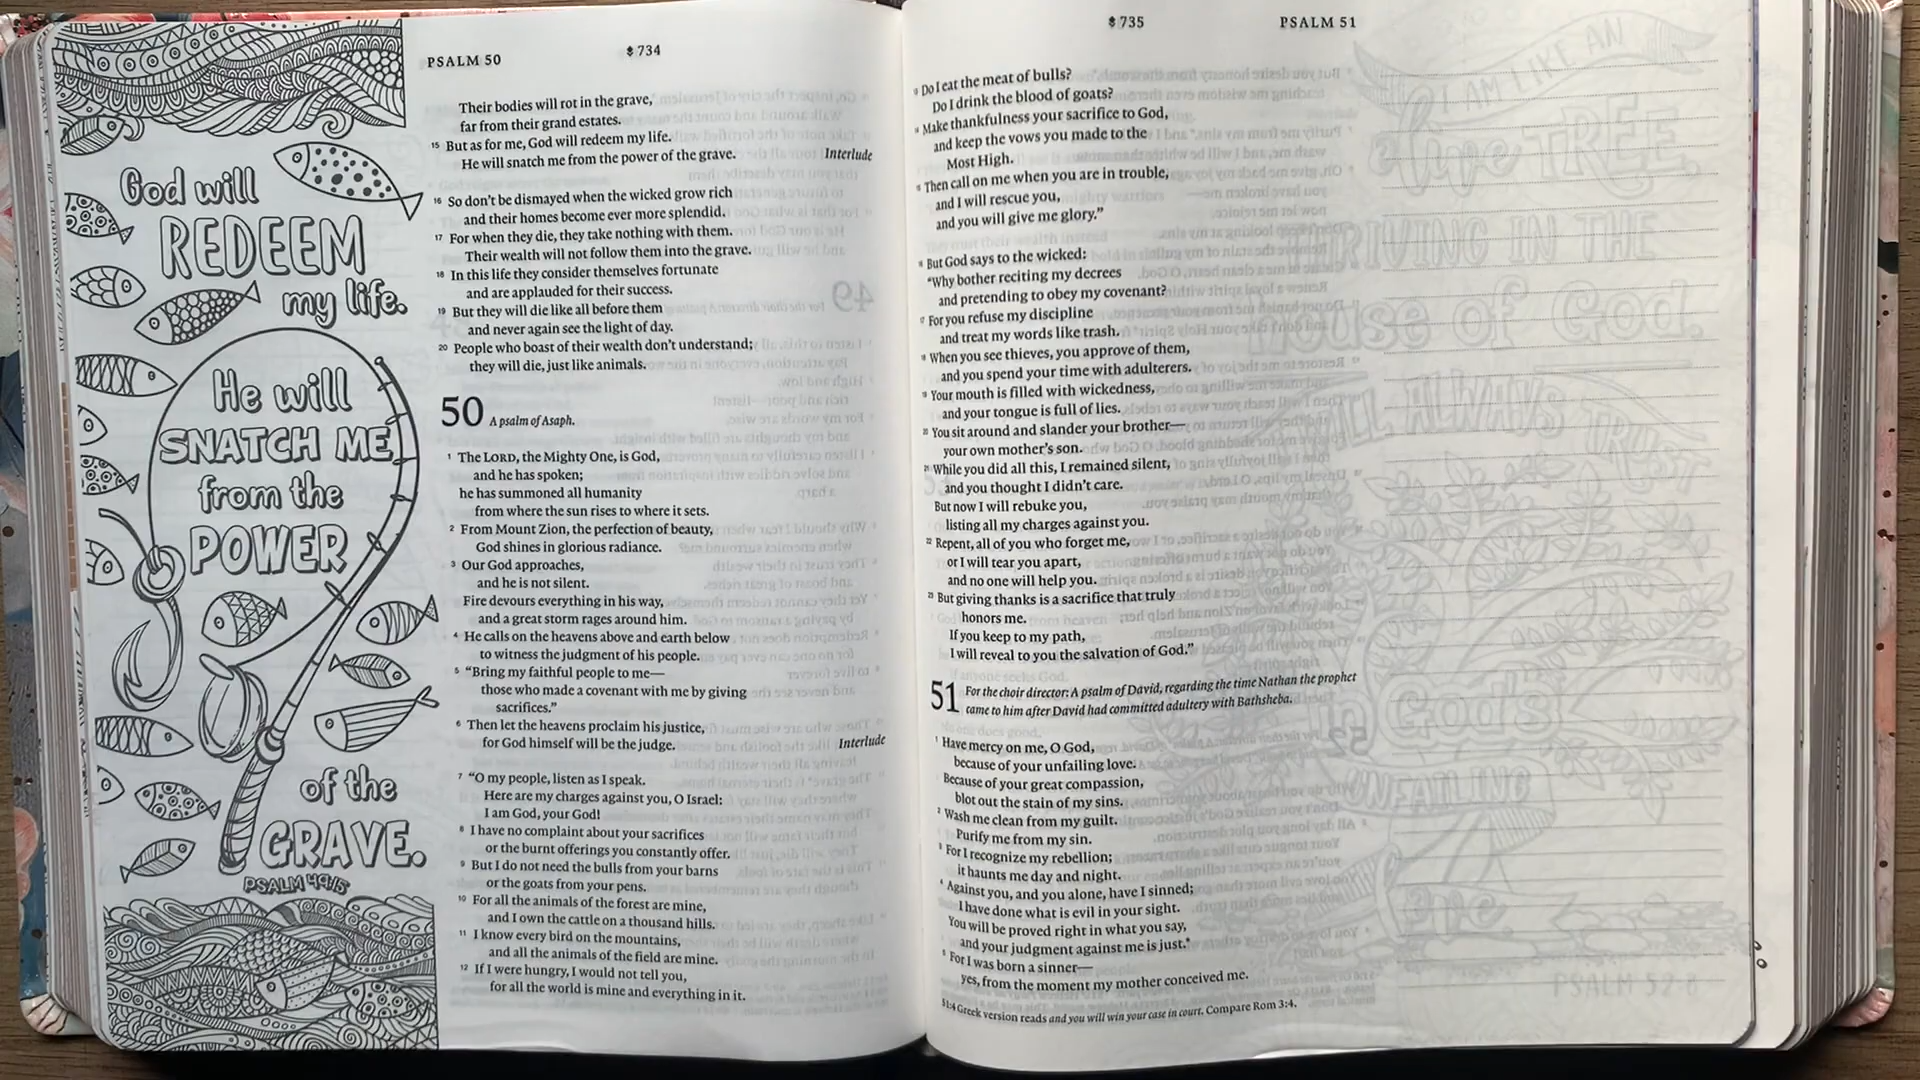 God will
REDEEM
my life.
He will
SNATCH ME
from the
POWER
of the
GRAVE.
PSALM 49:15
PSALM 50
734
Their bodies will rot in the grave,
far from their grand estates.
15 But as for me, God will redeem my life.
He will snatch me from the power of the grave. Interlude
16 So don't be dismayed when the wicked grow rich
and their homes become ever more splendid.
17 For when they die, they take nothing with them.
Their wealth will not follow them into the grave.
18 In this life they consider themselves fortunate
and are applauded for their success.
19 But they will die like all before them
and never again see the light of day.
20 People who boast of their wealth don't understand;
they will die, just like animals.
50 A psalm of Asaph.
1 The LORD, the Mighty One, is God,
and he has spoken;
he has summoned all humanity
from where the sun rises to where it sets.
2 From Mount Zion, the perfection of beauty,
God shines in glorious radiance.
3 Our God approaches,
and he is not silent.
Fire devours everything in his way,
and a great storm rages around him.
4 He calls on the heavens above and earth below
to witness the judgment of his people.
5 "Bring my faithful people to me—
those who made a covenant with me by giving
sacrifices."
6 Then let the heavens proclaim his justice,
for God himself will be the judge. Interlude
7 "O my people, listen as I speak.
Here are my charges against you, O Israel:
I am God, your God!
8 I have no complaint about your sacrifices
or the burnt offerings you constantly offer.
9 But I do not need the bulls from your barns
or the goats from your pens.
10 For all the animals of the forest are mine,
and I own the cattle on a thousand hills.
11 I know every bird on the mountains,
and all the animals of the field are mine.
12 If I were hungry, I would not tell you,
for all the world is mine and everything in it.
735
PSALM 51
13 Do I eat the meat of bulls?
Do I drink the blood of goats?
14 Make thankfulness your sacrifice to God,
and keep the vows you made to the
Most High.
15 Then call on me when you are in trouble,
and I will rescue you,
and you will give me glory."
16 But God says to the wicked:
"Why bother reciting my decrees
and pretending to obey my covenant?
17 For you refuse my discipline
and treat my words like trash.
18 When you see thieves, you approve of them,
and you spend your time with adulterers.
19 Your mouth is filled with wickedness,
and your tongue is full of lies.
20 You sit around and slander your brother—
your own mother's son.
21 While you did all this, I remained silent,
and you thought I didn't care.
But now I will rebuke you,
listing all my charges against you.
22 Repent, all of you who forget me,
or I will tear you apart,
and no one will help you.
23 But giving thanks is a sacrifice that truly
honors me.
If you keep to my path,
I will reveal to you the salvation of God."
51 For the choir director: A psalm of David, regarding the time Nathan the prophet
came to him after David had committed adultery with Bathsheba.
1 Have mercy on me, O God,
because of your unfailing love.
Because of your great compassion,
blot out the stain of my sins.
2 Wash me clean from my guilt.
Purify me from my sin.
3 For I recognize my rebellion;
it haunts me day and night.
4 Against you, and you alone, have I sinned;
I have done what is evil in your sight.
You will be proved right in what you say,
and your judgment against me is just.*
5 For I was born a sinner—
yes, from the moment my mother conceived me.
51:4 Greek version reads and you will win your case in court. Compare Rom 3:4.
I AM LIKE AN
olive TREE,
THRIVING IN THE
house of God.
I WILL ALWAYS TRUST
in God's
UNFAILING
love
PSALM 52:8